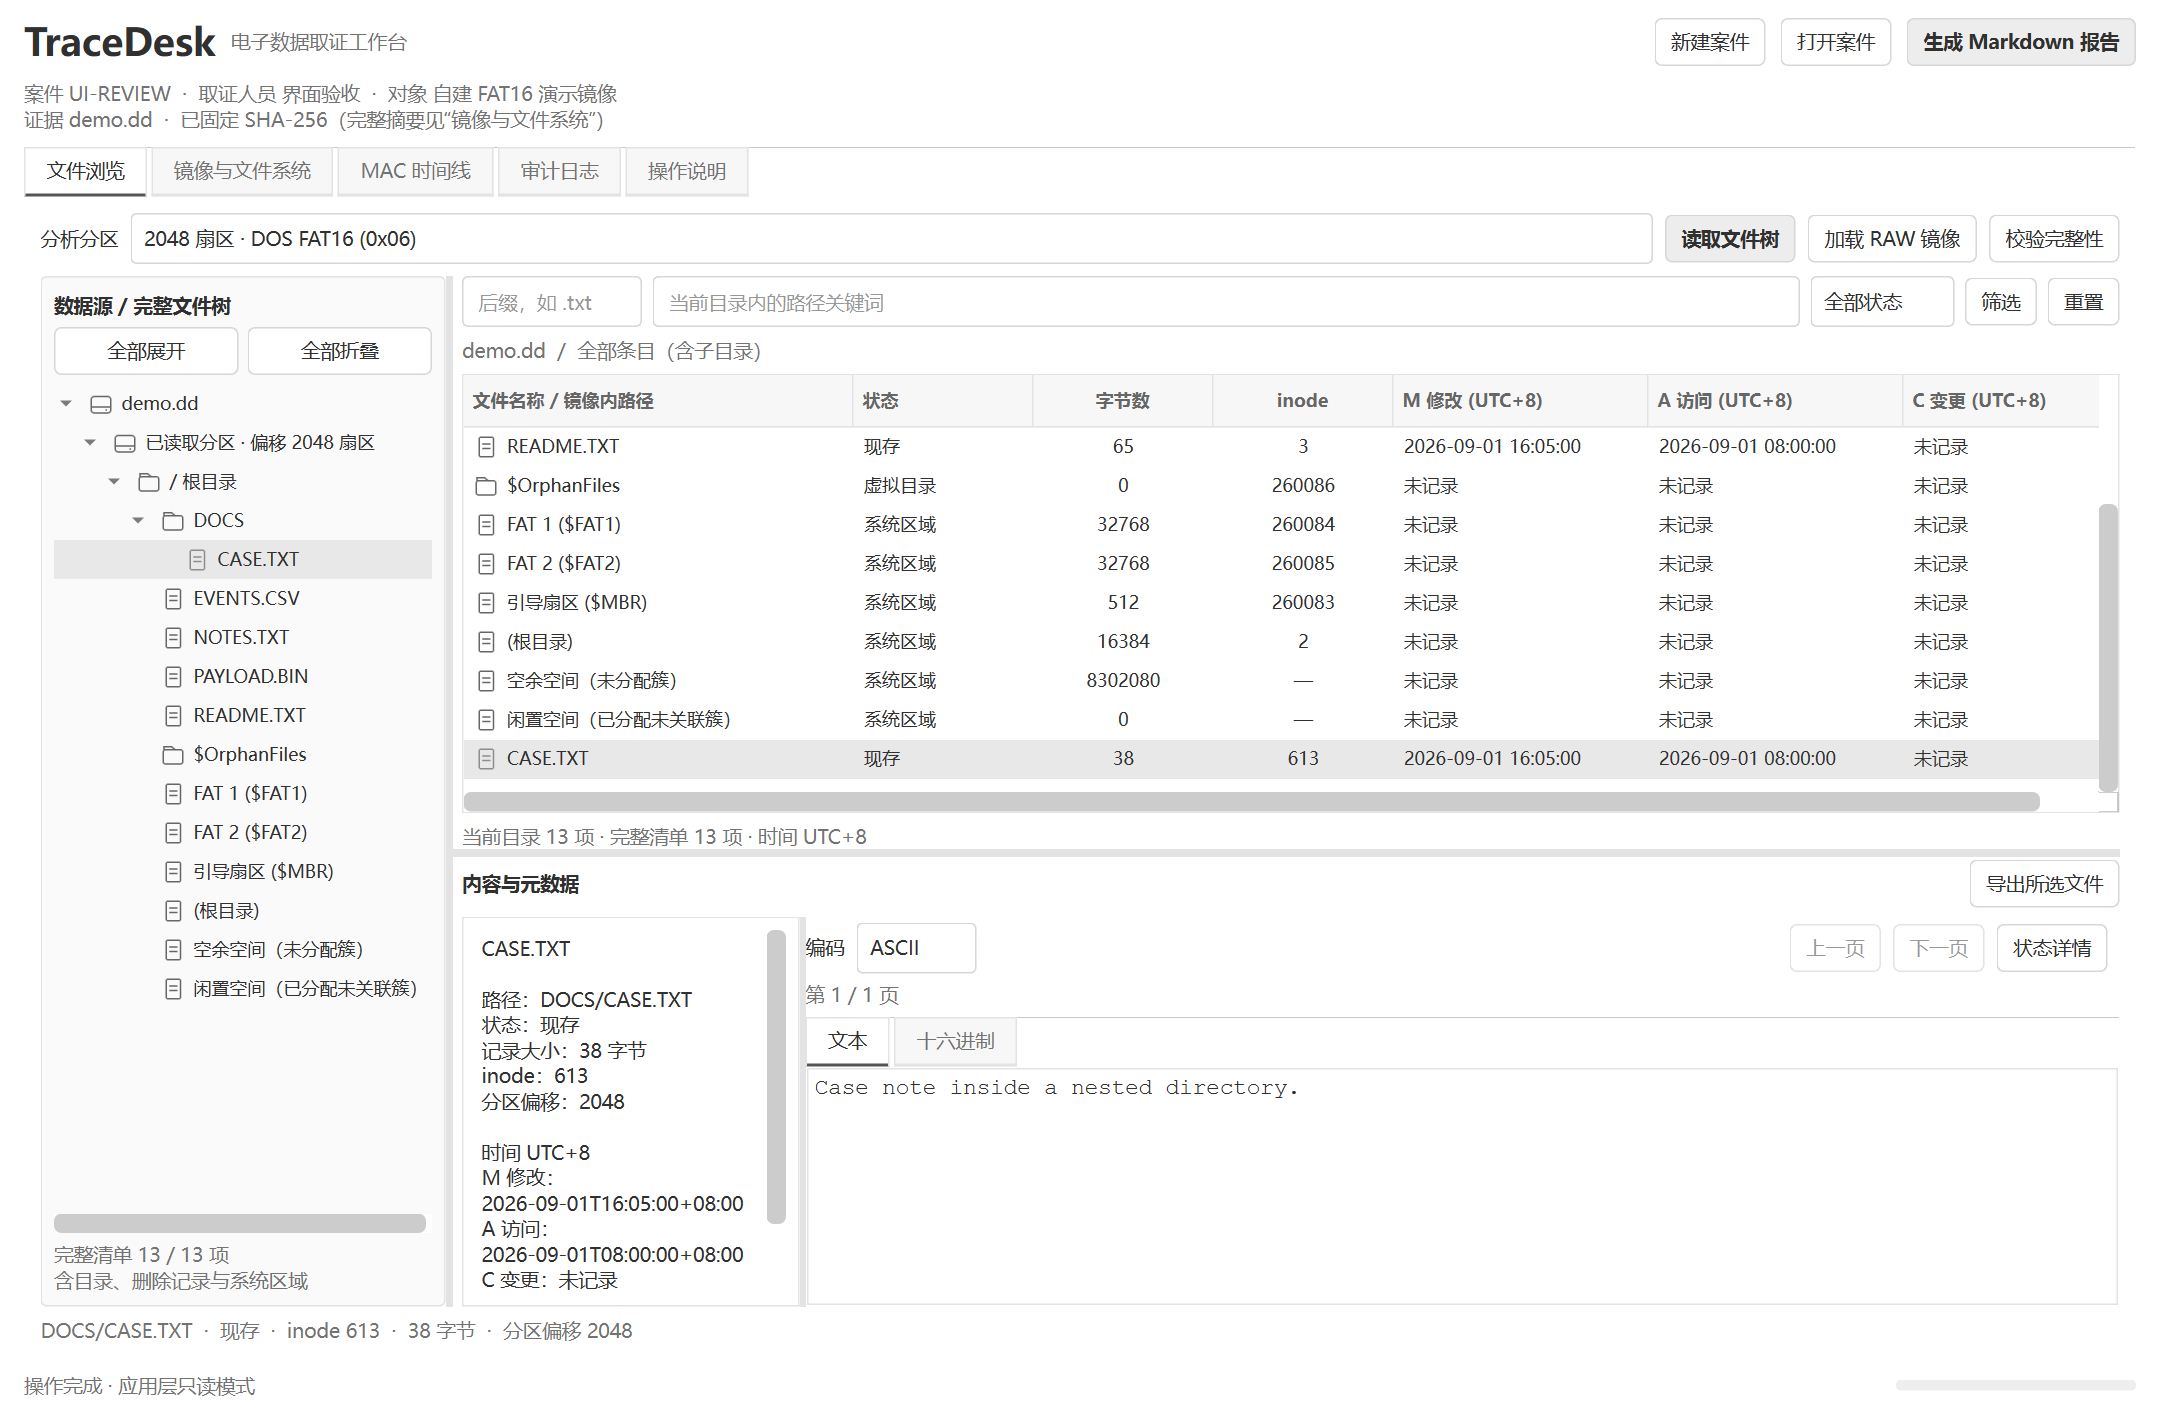 TraceDesk 电子数据取证工作台 新建案件 打开案件 生成 Markdown 报告
案件 UI-REVIEW · 取证人员 界面验收 · 对象 自建 FAT16 演示镜像
证据 demo.dd · 已固定 SHA-256（完整摘要见“镜像与文件系统”）
文件浏览 镜像与文件系统 MAC 时间线 审计日志 操作说明
分析分区 2048 扇区 · DOS FAT16 (0x06) 读取文件树 加载 RAW 镜像 校验完整性
数据源 / 完整文件树
全部展开 全部折叠
demo.dd
已读取分区 · 偏移 2048 扇区
/ 根目录
DOCS
CASE.TXT
EVENTS.CSV
NOTES.TXT
PAYLOAD.BIN
README.TXT
$OrphanFiles
FAT 1 ($FAT1)
FAT 2 ($FAT2)
引导扇区 ($MBR)
(根目录)
空余空间（未分配簇）
闲置空间（已分配未关联簇）
完整清单 13 / 13 项
含目录、删除记录与系统区域
后缀，如 .txt 当前目录内的路径关键词 全部状态 筛选 重置
demo.dd / 全部条目（含子目录）
文件名称 / 镜像内路径 状态 字节数 inode M 修改 (UTC+8) A 访问 (UTC+8) C 变更 (UTC+8)
README.TXT 现存 65 3 2026-09-01 16:05:00 2026-09-01 08:00:00 未记录
$OrphanFiles 虚拟目录 0 260086 未记录 未记录 未记录
FAT 1 ($FAT1) 系统区域 32768 260084 未记录 未记录 未记录
FAT 2 ($FAT2) 系统区域 32768 260085 未记录 未记录 未记录
引导扇区 ($MBR) 系统区域 512 260083 未记录 未记录 未记录
(根目录) 系统区域 16384 2 未记录 未记录 未记录
空余空间（未分配簇） 系统区域 8302080 — 未记录 未记录 未记录
闲置空间（已分配未关联簇） 系统区域 0 — 未记录 未记录 未记录
CASE.TXT 现存 38 613 2026-09-01 16:05:00 2026-09-01 08:00:00 未记录
当前目录 13 项 · 完整清单 13 项 · 时间 UTC+8
内容与元数据 导出所选文件
CASE.TXT
路径：DOCS/CASE.TXT
状态：现存
记录大小：38 字节
inode：613
分区偏移：2048
时间 UTC+8
M 修改：
2026-09-01T16:05:00+08:00
A 访问：
2026-09-01T08:00:00+08:00
C 变更：未记录
编码 ASCII 上一页 下一页 状态详情
第 1 / 1 页
文本 十六进制
Case note inside a nested directory.
DOCS/CASE.TXT · 现存 · inode 613 · 38 字节 · 分区偏移 2048
操作完成 · 应用层只读模式